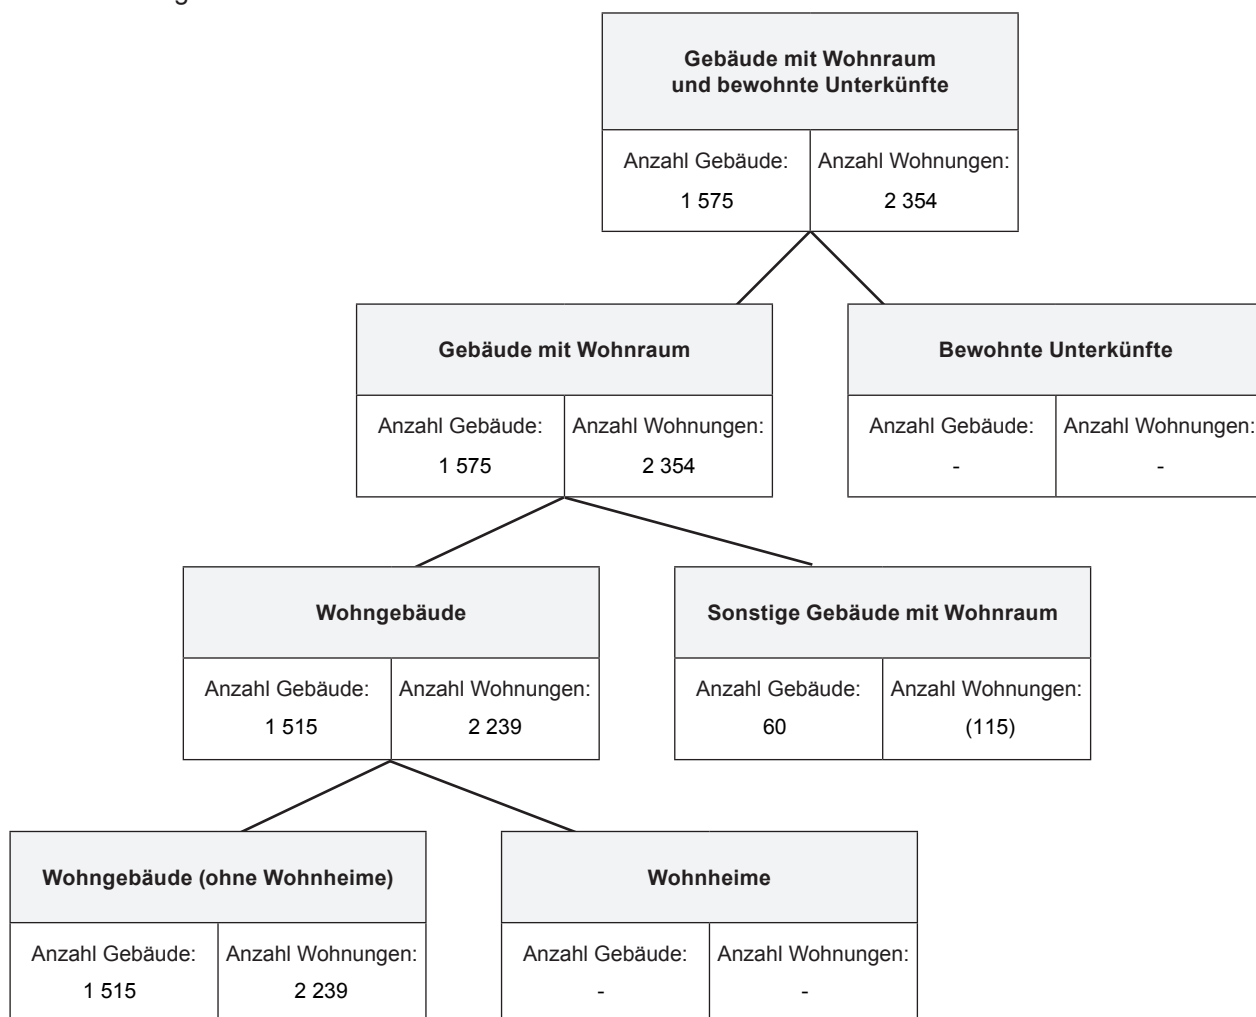 Gebäude mit Wohnraum
und bewohnte Unterkünfte
Anzahl Gebäude: Anzahl Wohnungen:
1 575 2 354
Gebäude mit Wohnraum
Bewohnte Unterkünfte
Anzahl Gebäude: Anzahl Wohnungen:
1 575 2 354
Anzahl Gebäude: Anzahl Wohnungen:
- -
Wohngebäude
Sonstige Gebäude mit Wohnraum
Anzahl Gebäude: Anzahl Wohnungen:
1 515 2 239
Anzahl Gebäude: Anzahl Wohnungen:
60 (115)
Wohngebäude (ohne Wohnheime)
Wohnheime
Anzahl Gebäude: Anzahl Wohnungen:
1 515 2 239
Anzahl Gebäude: Anzahl Wohnungen:
- -